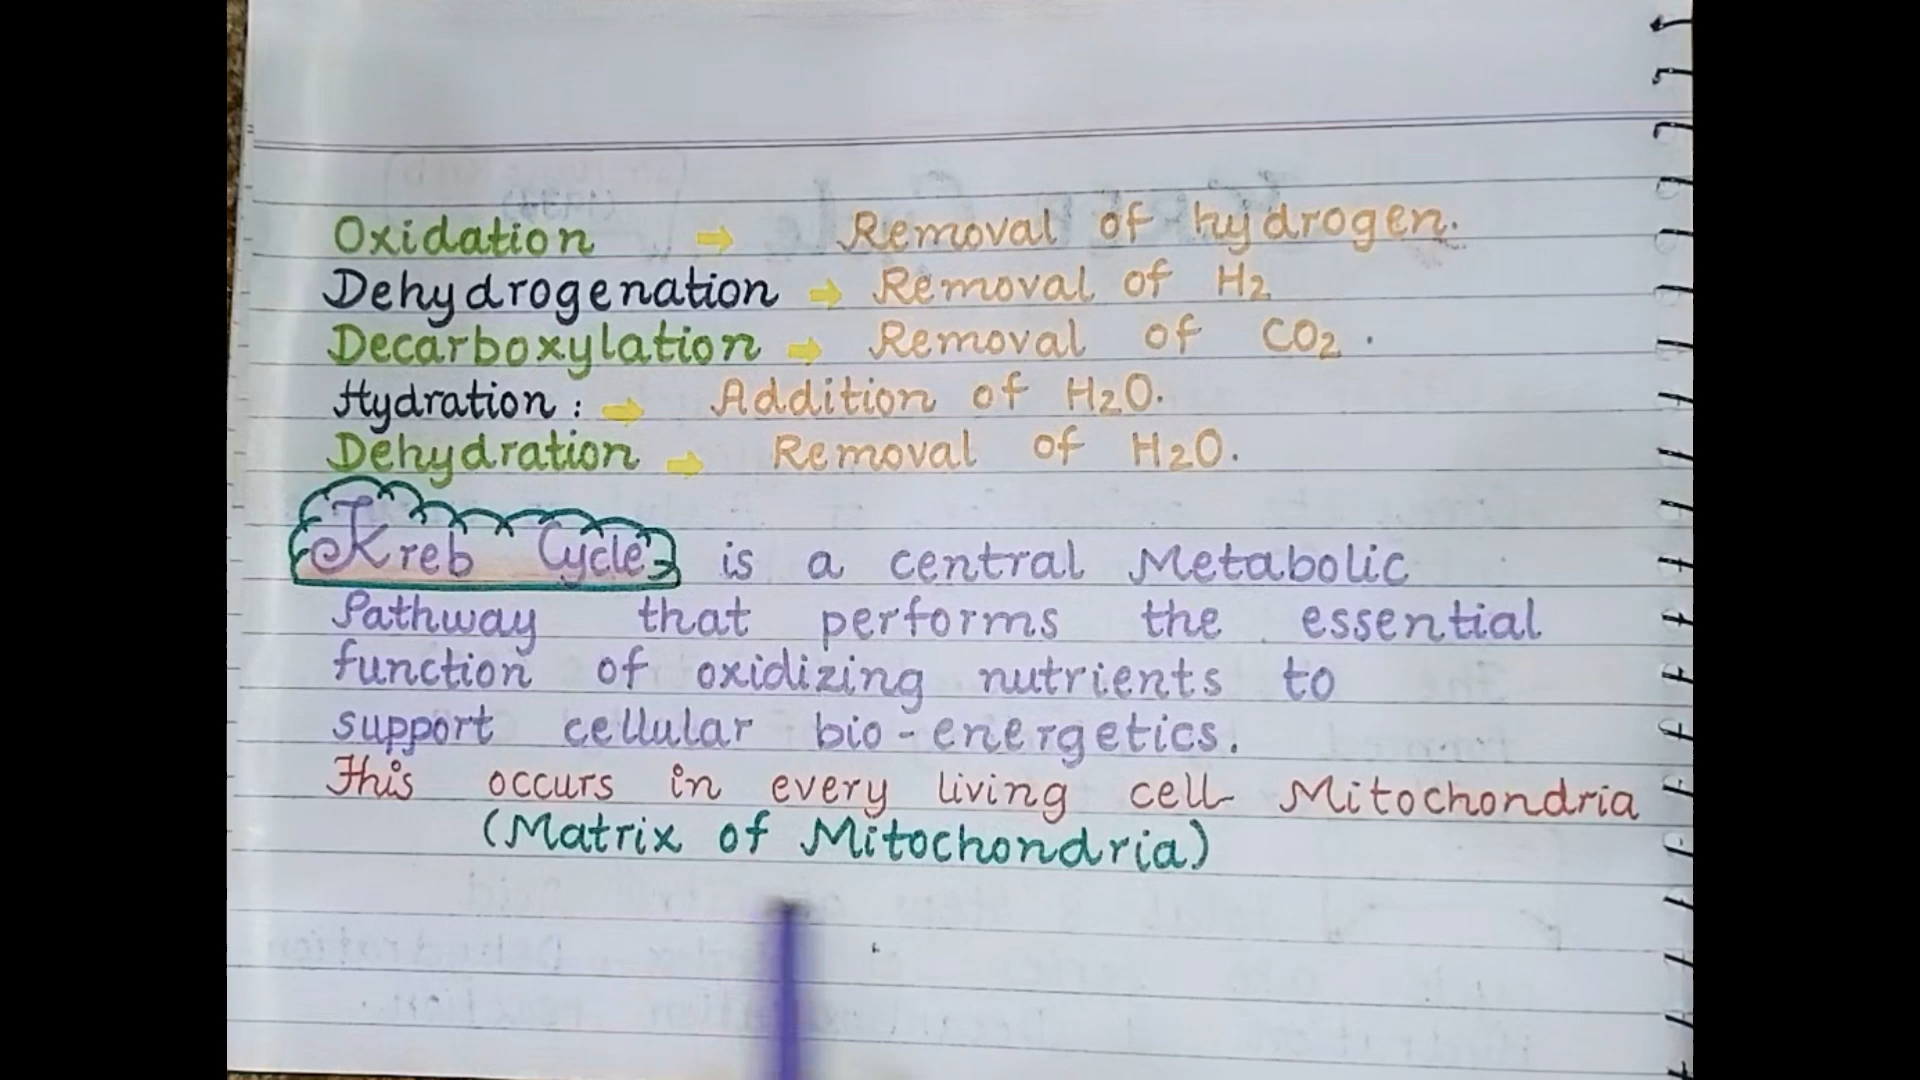 Oxidation → Removal of hydrogen.
Dehydrogenation → Removal of H2
Decarboxylation → Removal of CO2.
Hydration: → Addition of H2O.
Dehydration → Removal of H2O.
Kreb Cycle is a central Metabolic
Pathway that performs the essential
function of oxidizing nutrients to
support cellular bio-energetics.
This occurs in every living cell Mitochondria
(Matrix of Mitochondria)